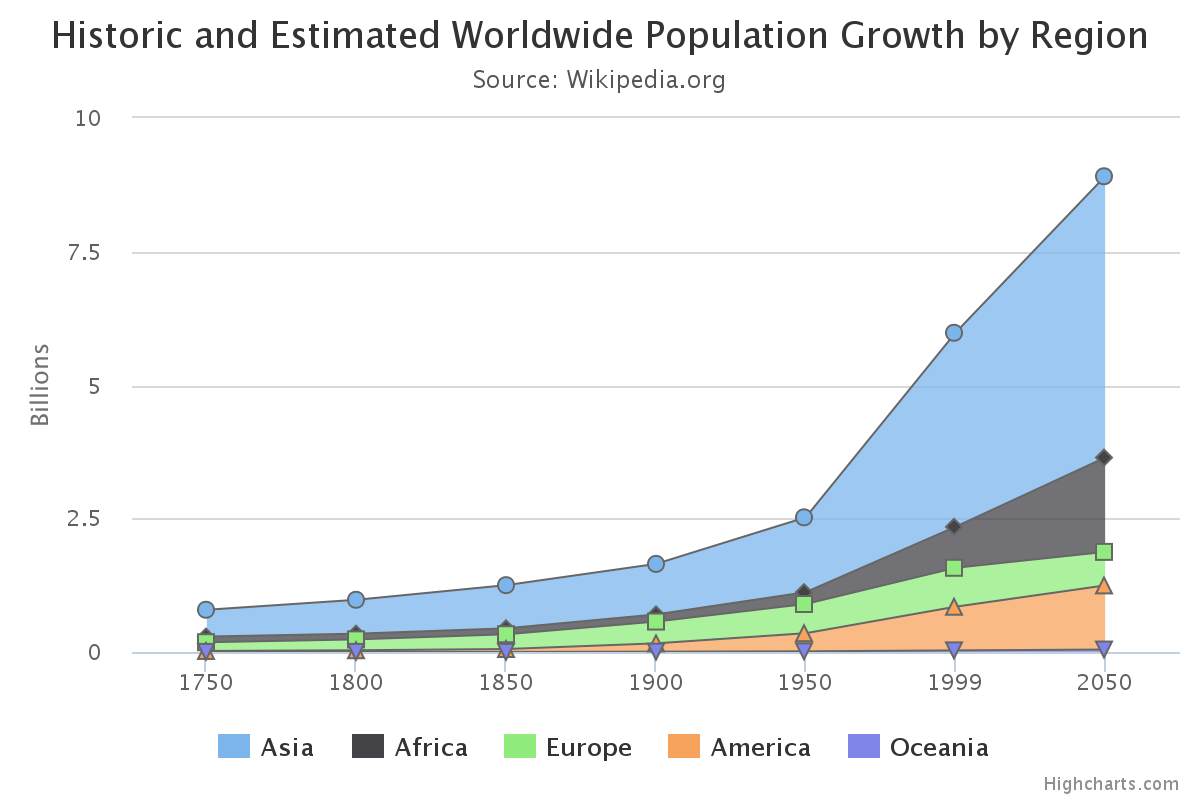 Historic and Estimated Worldwide Population Growth by Region
Source: Wikipedia.org
Billions
10
7.5
5
2.5
0
1750 1800 1850 1900 1950 1999 2050
Asia Africa Europe America Oceania
Highcharts.com